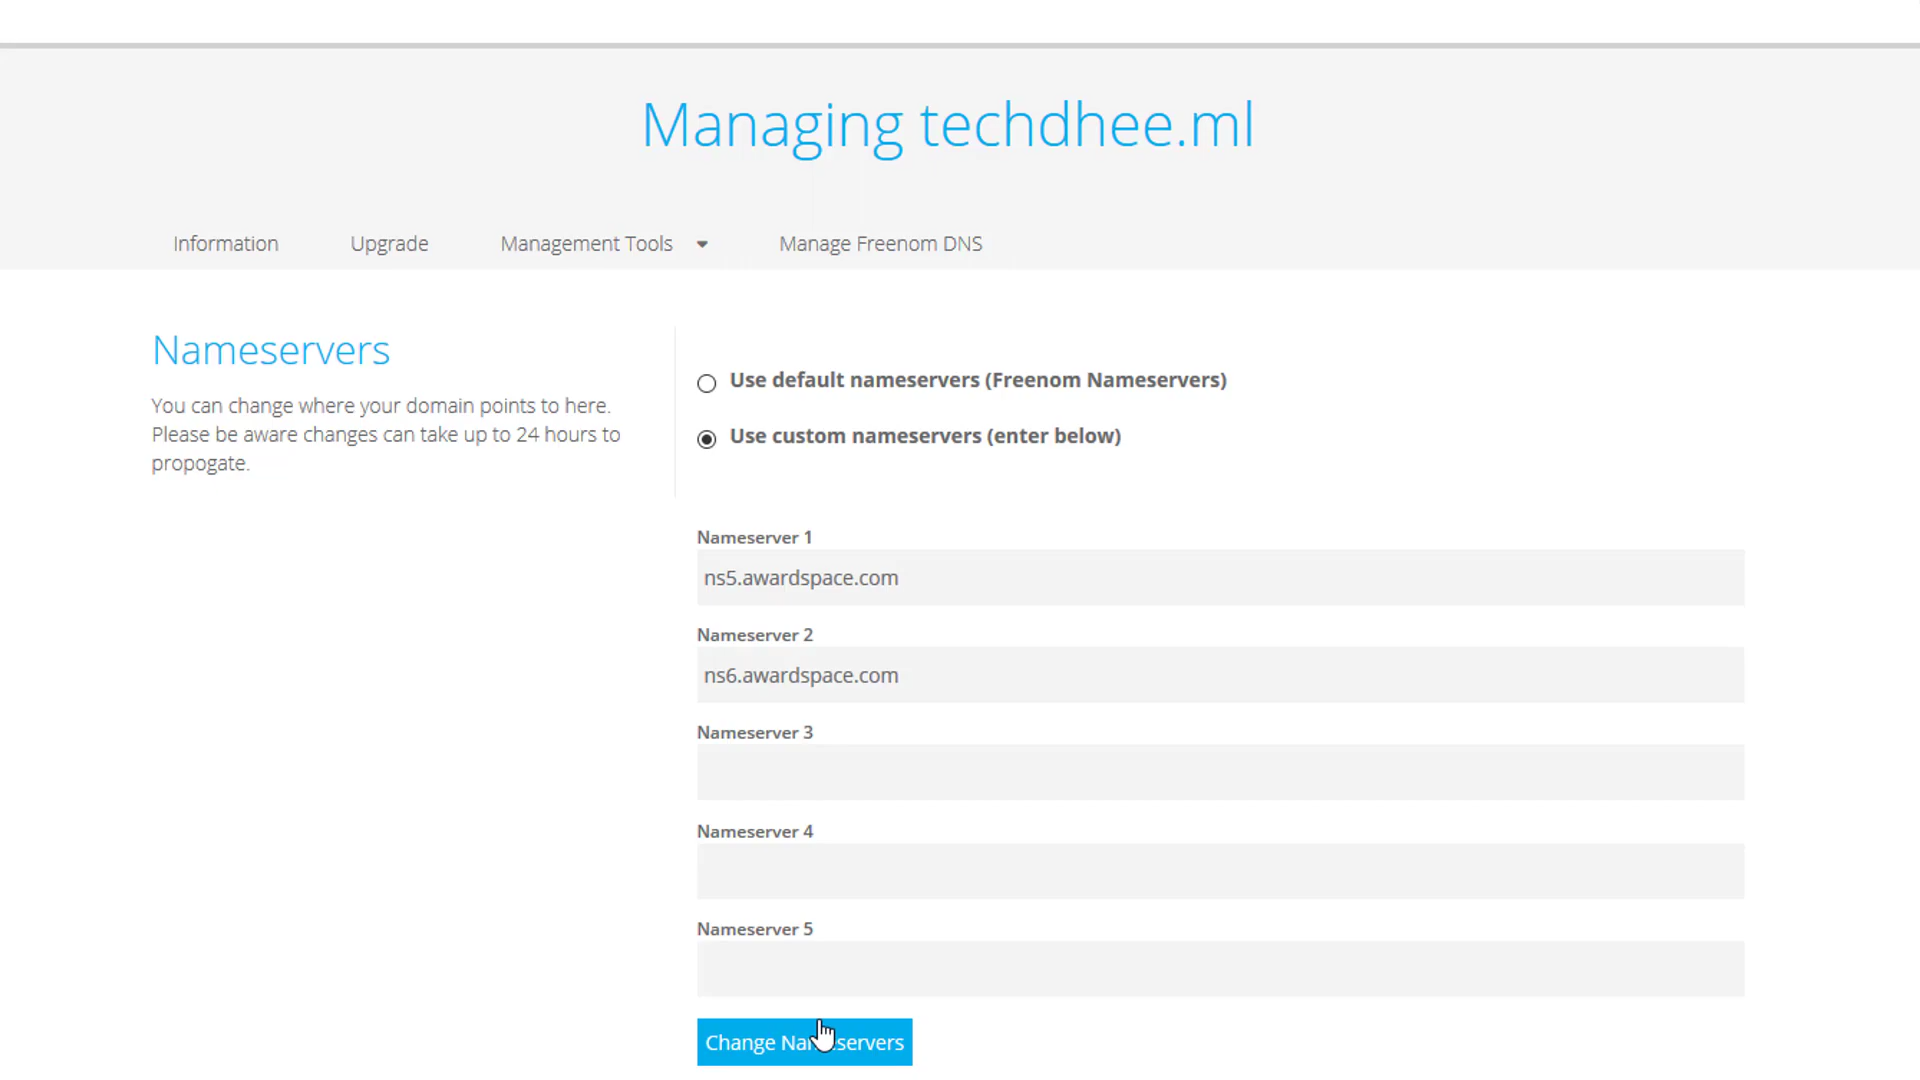 Managing techdhee.ml
Information
Upgrade
Management Tools
Manage Freenom DNS
Nameservers
You can change where your domain points to here.
Please be aware changes can take up to 24 hours to
propogate.
Use default nameservers (Freenom Nameservers)
Use custom nameservers (enter below)
Nameserver 1
ns5.awardspace.com
Nameserver 2
ns6.awardspace.com
Nameserver 3
Nameserver 4
Nameserver 5
Change Nameservers